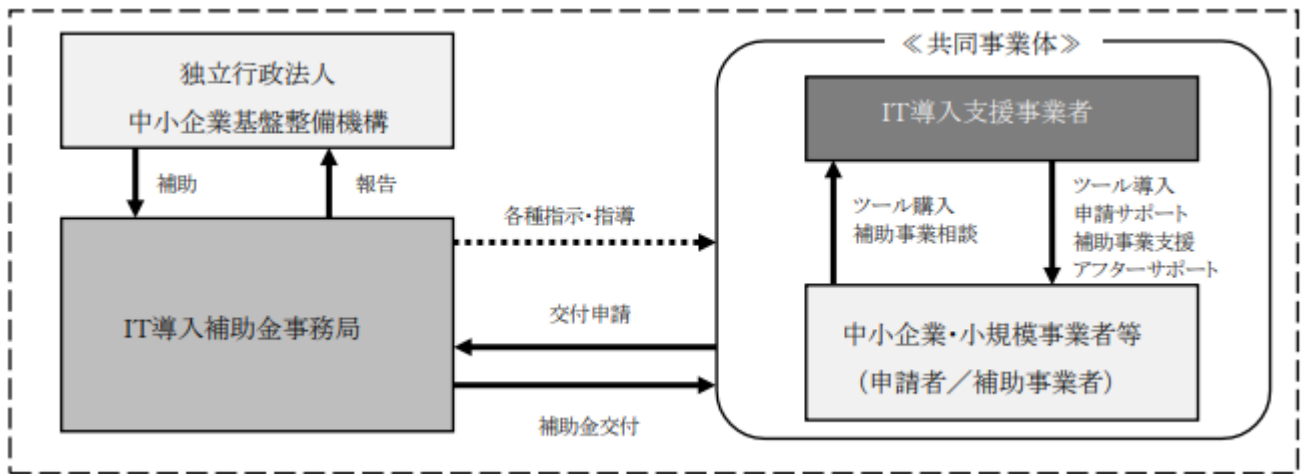 独立行政法人
中小企業基盤整備機構
補助
報告
IT導入補助金事務局
各種指示・指導
交付申請
補助金交付
≪共同事業体≫
IT導入支援事業者
ツール購入
補助事業相談
ツール導入
申請サポート
補助事業支援
アフターサポート
中小企業・小規模事業者等
（申請者／補助事業者）